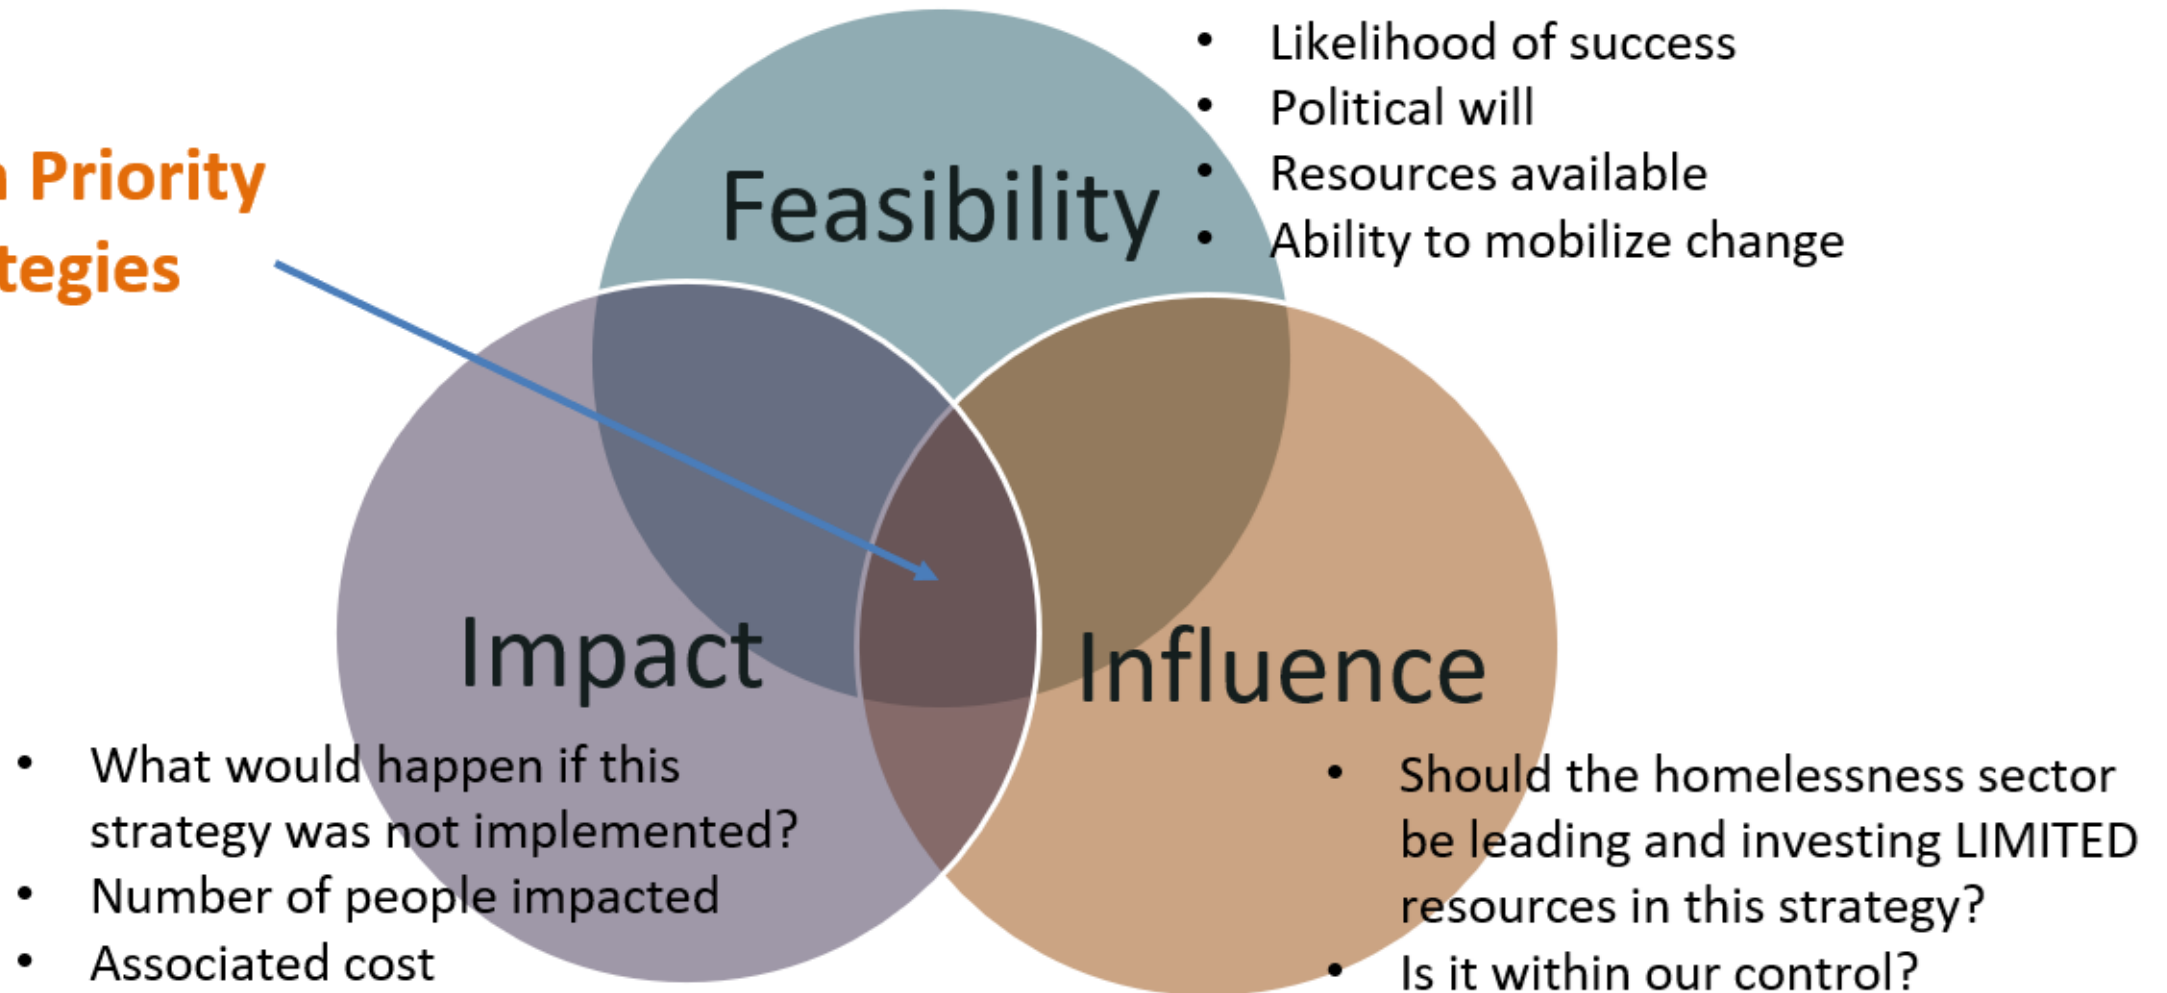 Priority
Feasibility
• Likelihood of success
• Political will
• Resources available
• Ability to mobilize change
Impact
• What would happen if this
strategy was not implemented?
• Number of people impacted
• Associated cost
Influence
• Should the homelessness sector
be leading and investing LIMITED
resources in this strategy?
• Is it within our control?